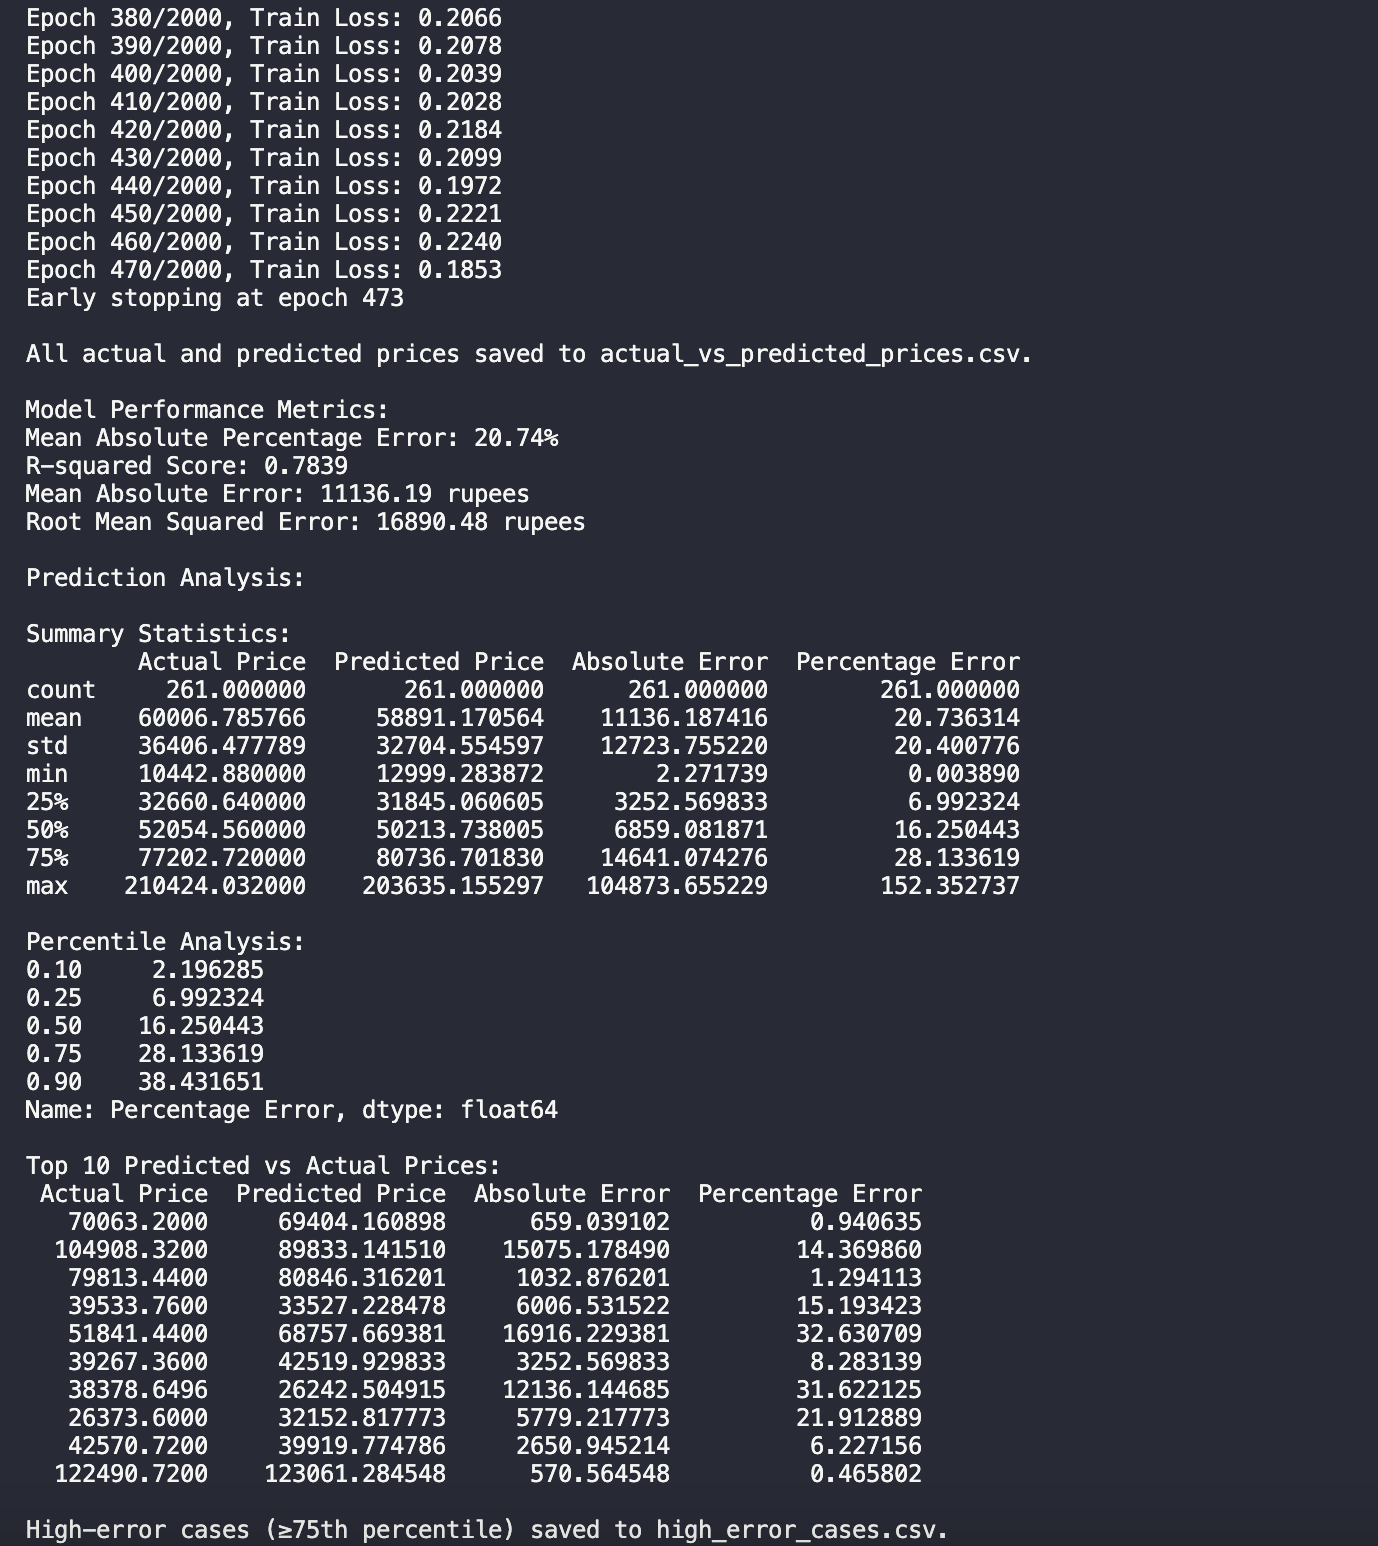 Epoch 380/2000, Train Loss: 0.2066
Epoch 390/2000, Train Loss: 0.2078
Epoch 400/2000, Train Loss: 0.2039
Epoch 410/2000, Train Loss: 0.2028
Epoch 420/2000, Train Loss: 0.2184
Epoch 430/2000, Train Loss: 0.2099
Epoch 440/2000, Train Loss: 0.1972
Epoch 450/2000, Train Loss: 0.2221
Epoch 460/2000, Train Loss: 0.2240
Epoch 470/2000, Train Loss: 0.1853
Early stopping at epoch 473

All actual and predicted prices saved to actual_vs_predicted_prices.csv.

Model Performance Metrics:
Mean Absolute Percentage Error: 20.74%
R-squared Score: 0.7839
Mean Absolute Error: 11136.19 rupees
Root Mean Squared Error: 16890.48 rupees

Prediction Analysis:

Summary Statistics:
        Actual Price  Predicted Price  Absolute Error  Percentage Error
count     261.000000       261.000000      261.000000        261.000000
mean    60006.785766     58891.170564    11136.187416         20.736314
std     36406.477789     32704.554597    12723.755220         20.400776
min     10442.880000     12999.283872        2.271739          0.003890
25%     32660.640000     31845.060605     3252.569833          6.992324
50%     52054.560000     50213.738005     6859.081871         16.250443
75%     77202.720000     80736.701830    14641.074276         28.133619
max    210424.032000    203635.155297   104873.655229        152.352737

Percentile Analysis:
0.10     2.196285
0.25     6.992324
0.50    16.250443
0.75    28.133619
0.90    38.431651
Name: Percentage Error, dtype: float64

Top 10 Predicted vs Actual Prices:
 Actual Price  Predicted Price  Absolute Error  Percentage Error
   70063.2000     69404.160898      659.039102          0.940635
  104908.3200     89833.141510    15075.178490         14.369860
   79813.4400     80846.316201     1032.876201          1.294113
   39533.7600     33527.228478     6006.531522         15.193423
   51841.4400     68757.669381    16916.229381         32.630709
   39267.3600     42519.929833     3252.569833          8.283139
   38378.6496     26242.504915    12136.144685         31.622125
   26373.6000     32152.817773     5779.217773         21.912889
   42570.7200     39919.774786     2650.945214          6.227156
  122490.7200    123061.284548      570.564548          0.465802

High-error cases (≥75th percentile) saved to high_error_cases.csv.